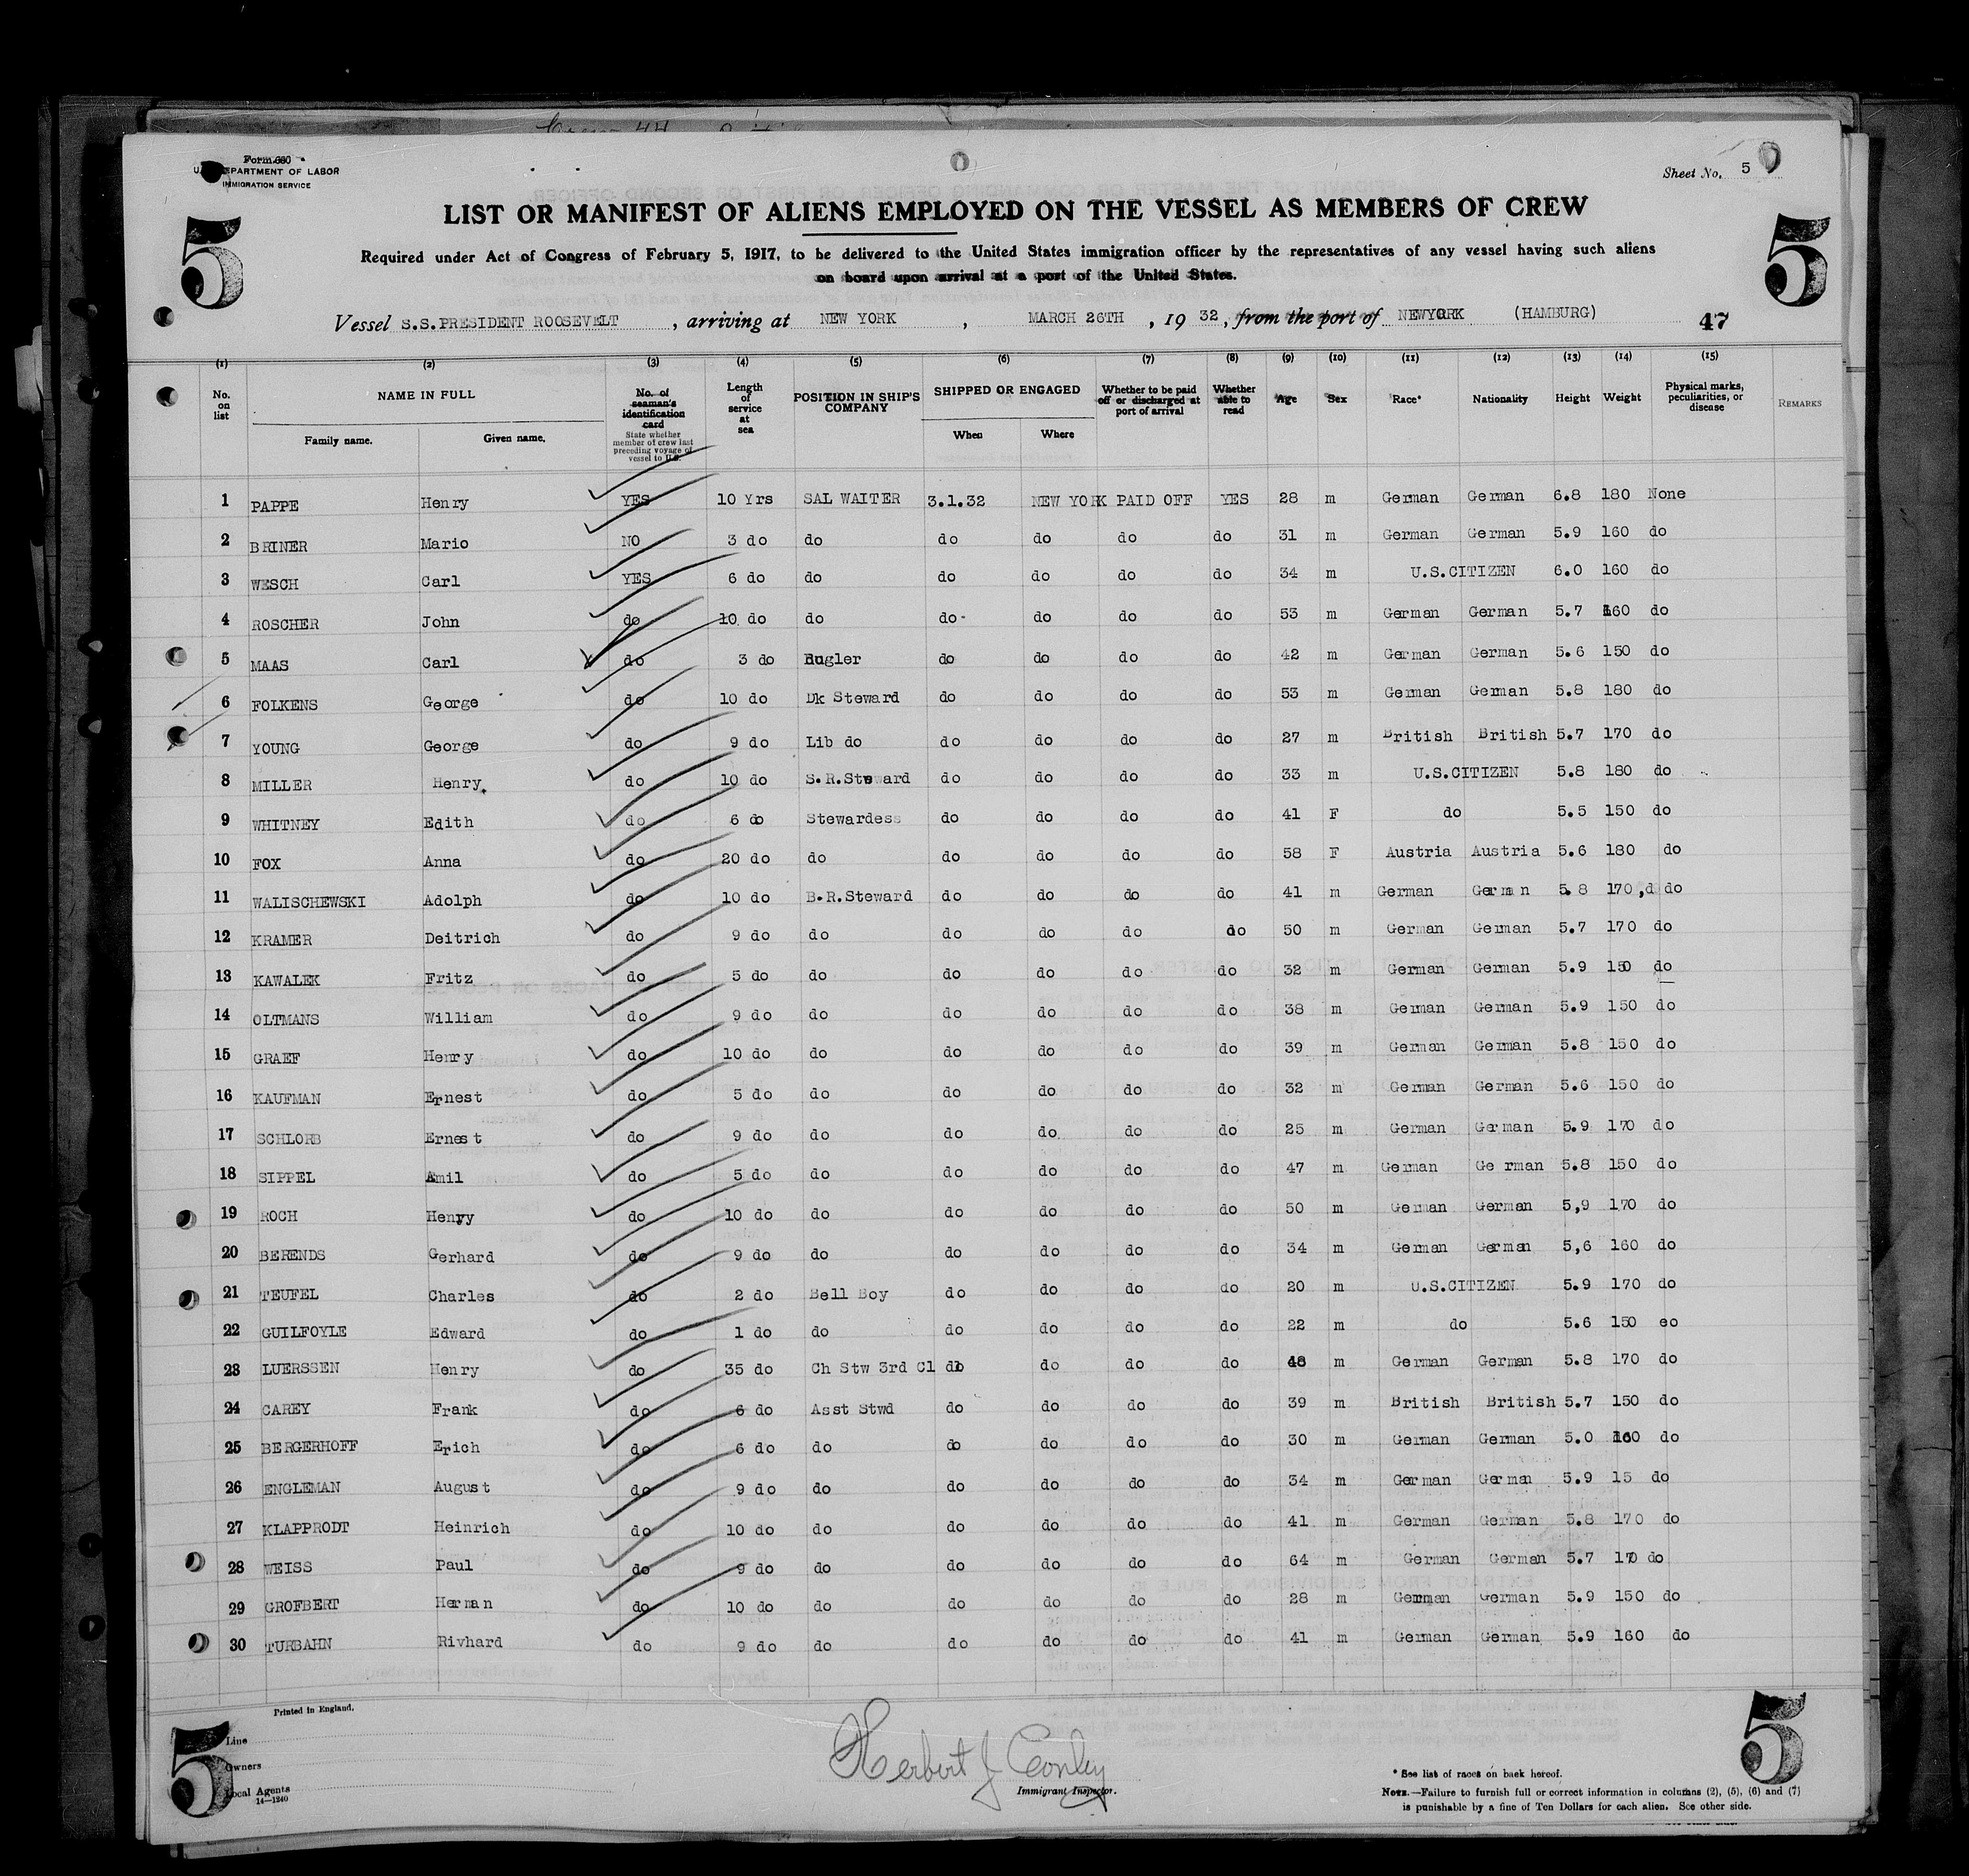 Form 680
U. S. DEPARTMENT OF LABOR
IMMIGRATION SERVICE
Sheet No. 5
5
5
LIST OR MANIFEST OF ALIENS EMPLOYED ON THE VESSEL AS MEMBERS OF CREW
Required under Act of Congress of February 5, 1917, to be delivered to the United States immigration officer by the representatives of any vessel having such aliens
on board upon arrival at a port of the United States.
Vessel S.S.PRESIDENT ROOSEVELT , arriving at NEW YORK , MARCH 26TH , 19 32, from the port of NEWYORK (HAMBURG) 47
(1) (2) (3) (4) (5) (6) (7) (8) (9) (10) (11) (12) (13) (14) (15)
No. on list NAME IN FULL Family name. Given name. No. of seaman's identification card State whether member of crew last preceding voyage of vessel to U.S. Length of service at sea POSITION IN SHIP'S COMPANY SHIPPED OR ENGAGED When Where Whether to be paid off or discharged at port of arrival Whether able to read Age Sex Race* Nationality Height Weight Physical marks, peculiarities, or disease REMARKS
1 PAPPE Henry YES 10 Yrs SAL WAITER 3.1.32 NEW YORK PAID OFF YES 28 m German German 6.8 180 None
2 BRINER Mario NO 3 do do do do do do 31 m German German 5.9 160 do
3 WESCH Carl YES 6 do do do do do do 34 m U.S.CITIZEN 6.0 160 do
4 ROSCHER John do 10 do do do do do do 53 m German German 5.7 160 do
5 MAAS Carl do 3 do Bugler do do do do 42 m German German 5.6 150 do
6 FOLKENS George do 10 do Dk Steward do do do do 53 m German German 5.8 180 do
7 YOUNG George do 9 do Lib do do do do do 27 m British British 5.7 170 do
8 MILLER Henry. do 10 do S.R.Steward do do do do 33 m U.S.CITIZEN 5.8 180 do
9 WHITNEY Edith do 6 do Stewardess do do do do 41 F do 5.5 150 do
10 FOX Anna do 20 do do do do do do 58 F Austria Austria 5.6 180 do
11 WALISCHEWSKI Adolph do 10 do B.R.Steward do do do do 41 m German German 5.8 170,d do
12 KRAMER Deitrich do 9 do do do do do do 50 m German German 5.7 170 do
13 KAWALEK Fritz do 5 do do do do do do 32 m German German 5.9 150 do
14 OLTMANS William do 9 do do do do do do 38 m German German 5.9 150 do
15 GRAEF Henry do 10 do do do do do do 39 m German German 5.8 150 do
16 KAUFMAN Ernest do 5 do do do do do do 32 m German German 5.6 150 do
17 SCHLORB Ernest do 9 do do do do do do 25 m German German 5.9 170 do
18 SIPPEL Amil do 5 do do do do do do 47 m German Ge rman 5.8 150 do
19 ROCH Henyy do 10 do do do do do do 50 m German German 5,9 170 do
20 BERENDS Gerhard do 9 do do do do do do 34 m German German 5,6 160 do
21 TEUFEL Charles do 2 do Bell Boy do do do do 20 m U.S.CITIZEN 5.9 170 do
22 GUILFOYLE Edward do 1 do do do do do do 22 m do 5.6 150 eo
23 LUERSSEN Henry do 35 do Ch Stw 3rd Cl do do do do 48 m German German 5.8 170 do
24 CAREY Frank do 6 do Asst Stwd do do do do 39 m British British 5.7 150 do
25 BERGERHOFF Erich do 6 do do do do do do 30 m German German 5.0 160 do
26 ENGLEMAN August do 9 do do do do do do 34 m German German 5.9 15 do
27 KLAPPRODT Heinrich do 10 do do do do do do 41 m German German 5.8 170 do
28 WEISS Paul do 9 do do do do do do 64 m German German 5.7 170 do
29 GROFBERT Herman do 10 do do do do do do 28 m German German 5.9 150 do
30 TURBAHN Rivhard do 9 do do do do do do 41 m German German 5.9 160 do
Printed in England.
Line
Owners
Local Agents
14—1240
5
Herbert J Conley
Immigrant Inspector.
5
* See list of races on back hereof.
NOTE.—Failure to furnish full or correct information in columns (2), (5), (6) and (7)
is punishable by a fine of Ten Dollars for each alien. See other side.